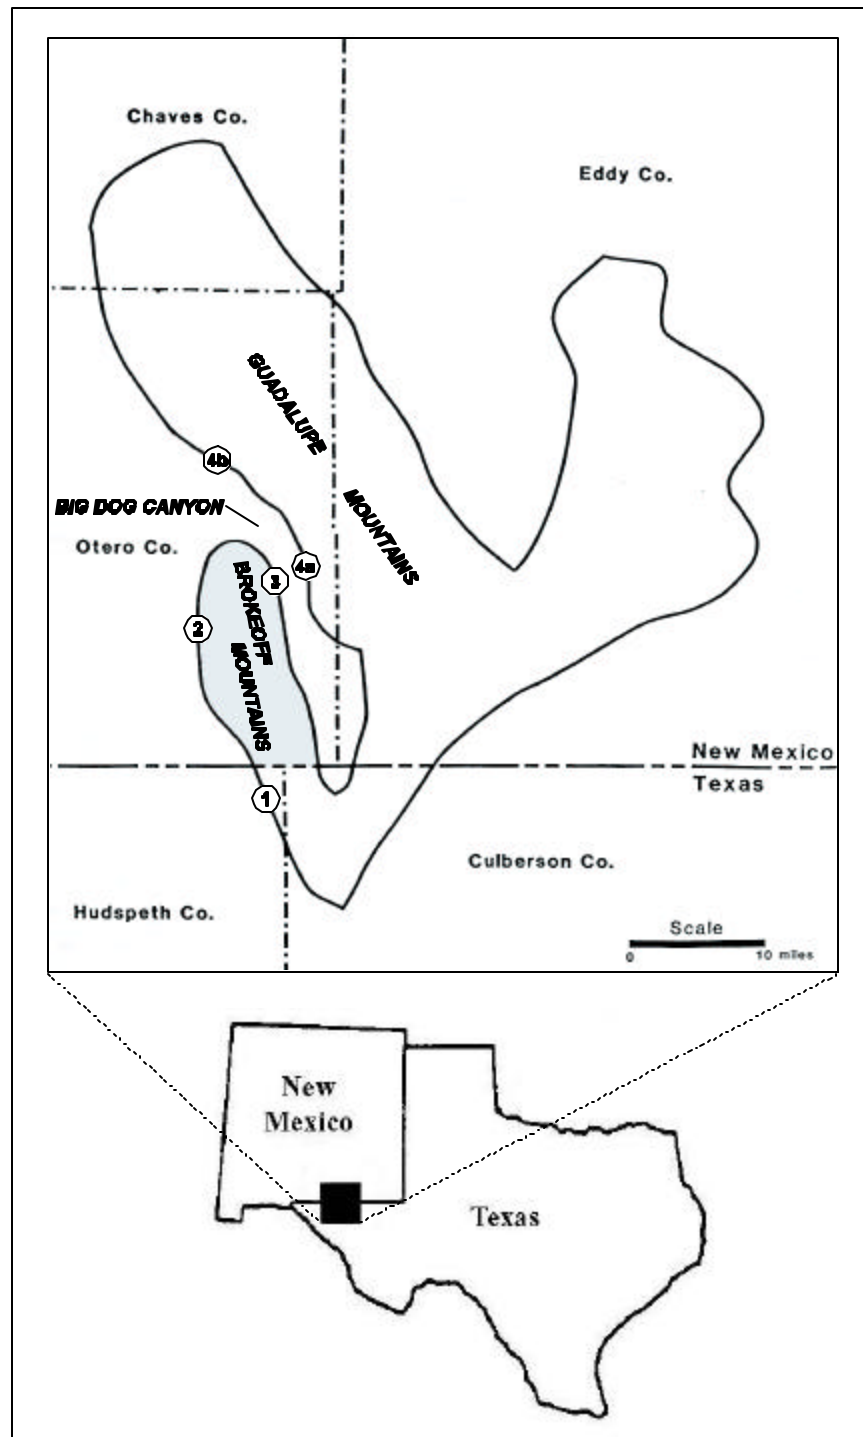 Chaves Co.
Eddy Co.
GUADALUPE
MOUNTAINS
4b
BIG DOG CANYON
Otero Co.
4a
3
BROKEOFF
MOUNTAINS
2
New Mexico
Texas
1
Culberson Co.
Hudspeth Co.
Scale
0 10 miles
New
Mexico
Texas